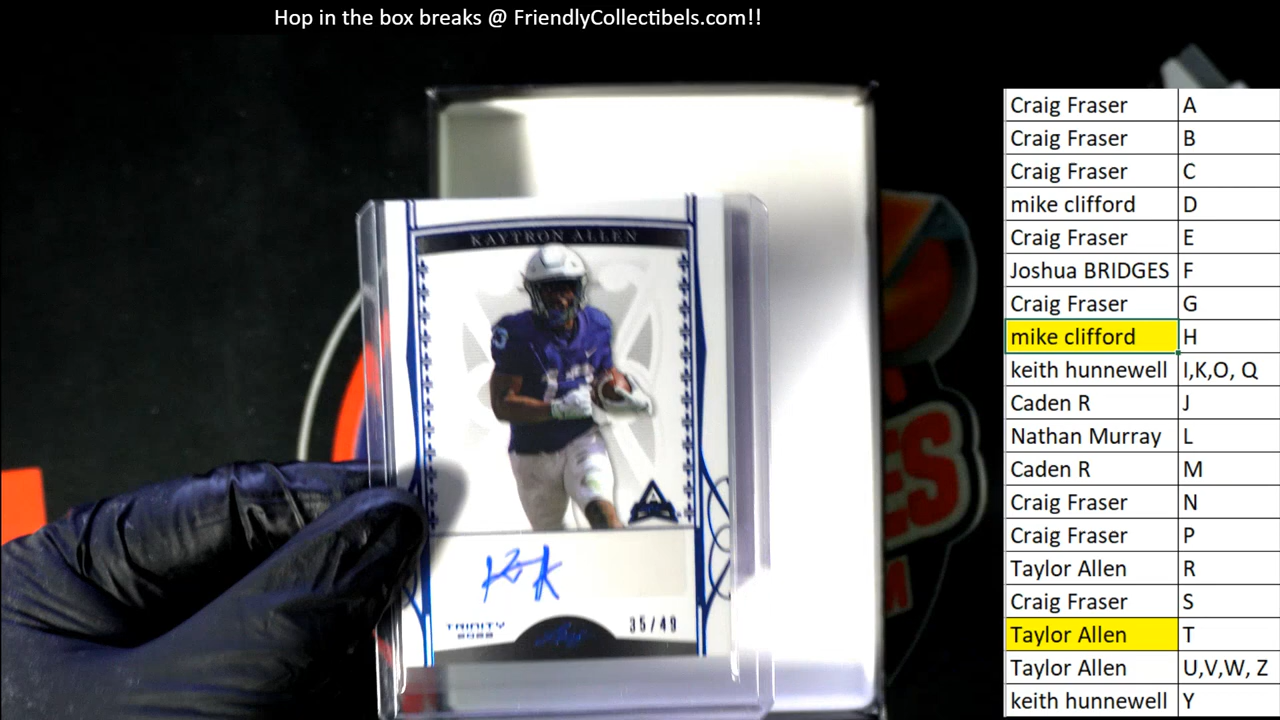 Hop in the box breaks @ FriendlyCollectibels.com!!
KAYTRON ALLEN
TRINITY
2022
35/49
Craig Fraser A
Craig Fraser B
Craig Fraser C
mike clifford D
Craig Fraser E
Joshua BRIDGES F
Craig Fraser G
mike clifford H
keith hunnewell I,K,O, Q
Caden R J
Nathan Murray L
Caden R M
Craig Fraser N
Craig Fraser P
Taylor Allen R
Craig Fraser S
Taylor Allen T
Taylor Allen U,V,W, Z
keith hunnewell Y